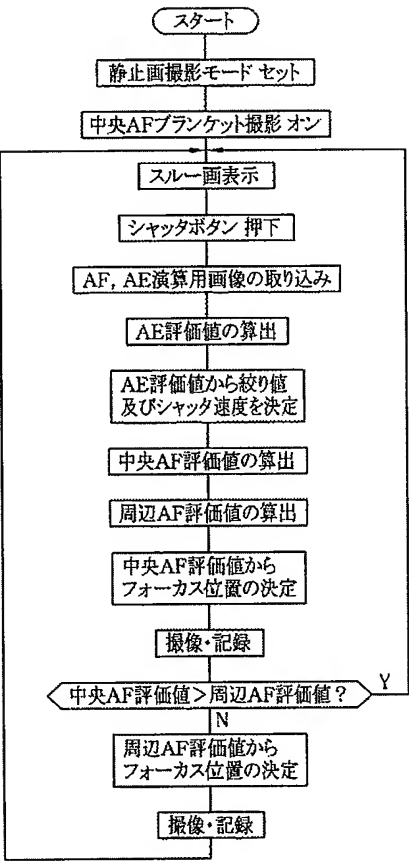 スタート
静止画撮影モード セット
中央AFブランケット撮影 オン
スルー画表示
シャッタボタン 押下
AF, AE演算用画像の取り込み
AE評価値の算出
AE評価値から絞り値
及びシャッタ速度を決定
中央AF評価値の算出
周辺AF評価値の算出
中央AF評価値から
フォーカス位置の決定
撮像・記録
中央AF評価値>周辺AF評価値?
Y
N
周辺AF評価値から
フォーカス位置の決定
撮像・記録